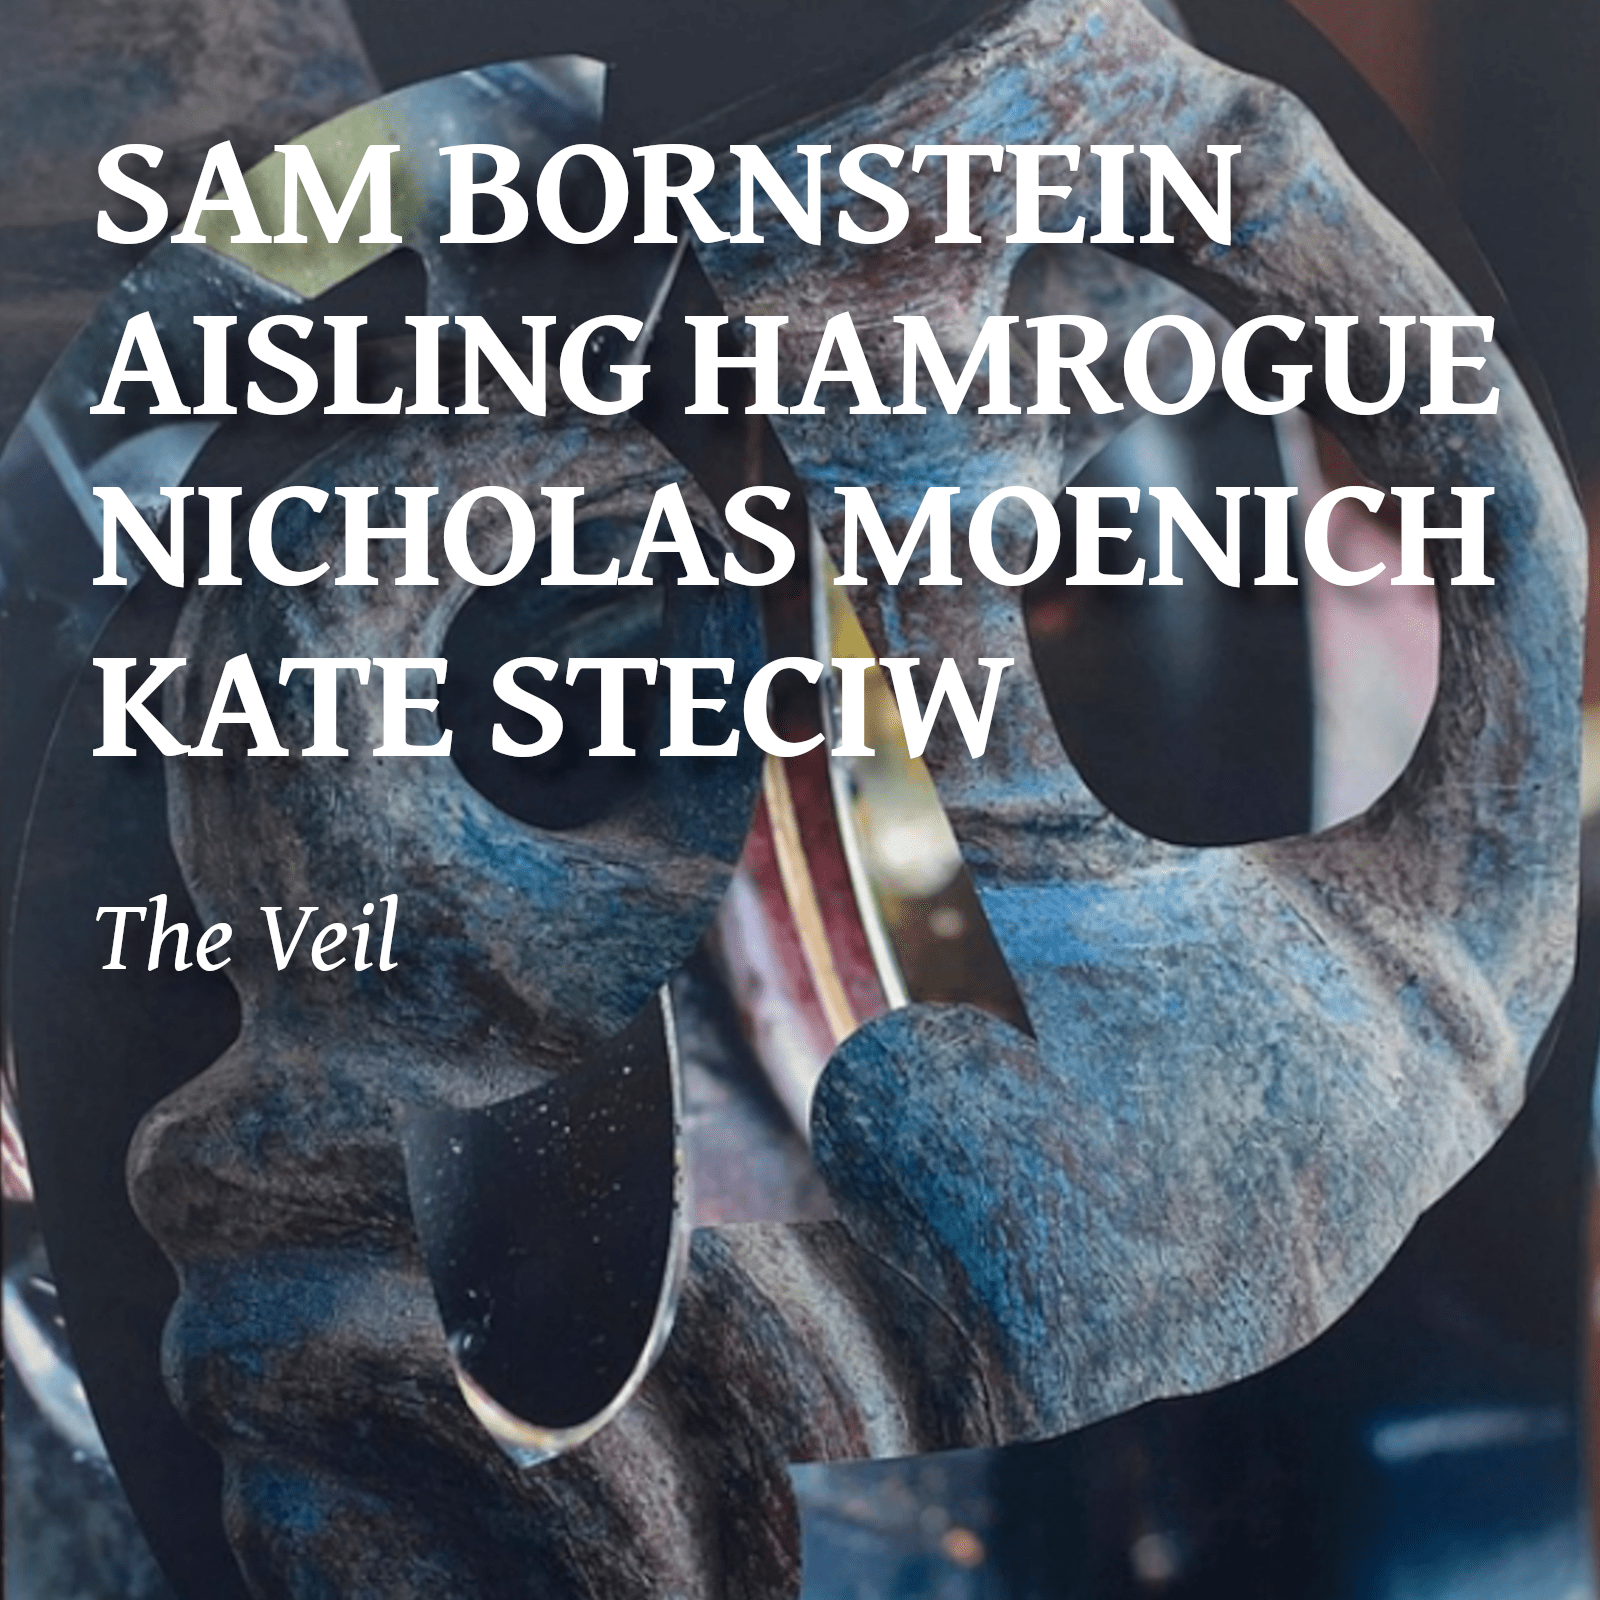 SAM BORNSTEIN
AISLING HAMROGUE
NICHOLAS MOENICH
KATE STECIW
The Veil